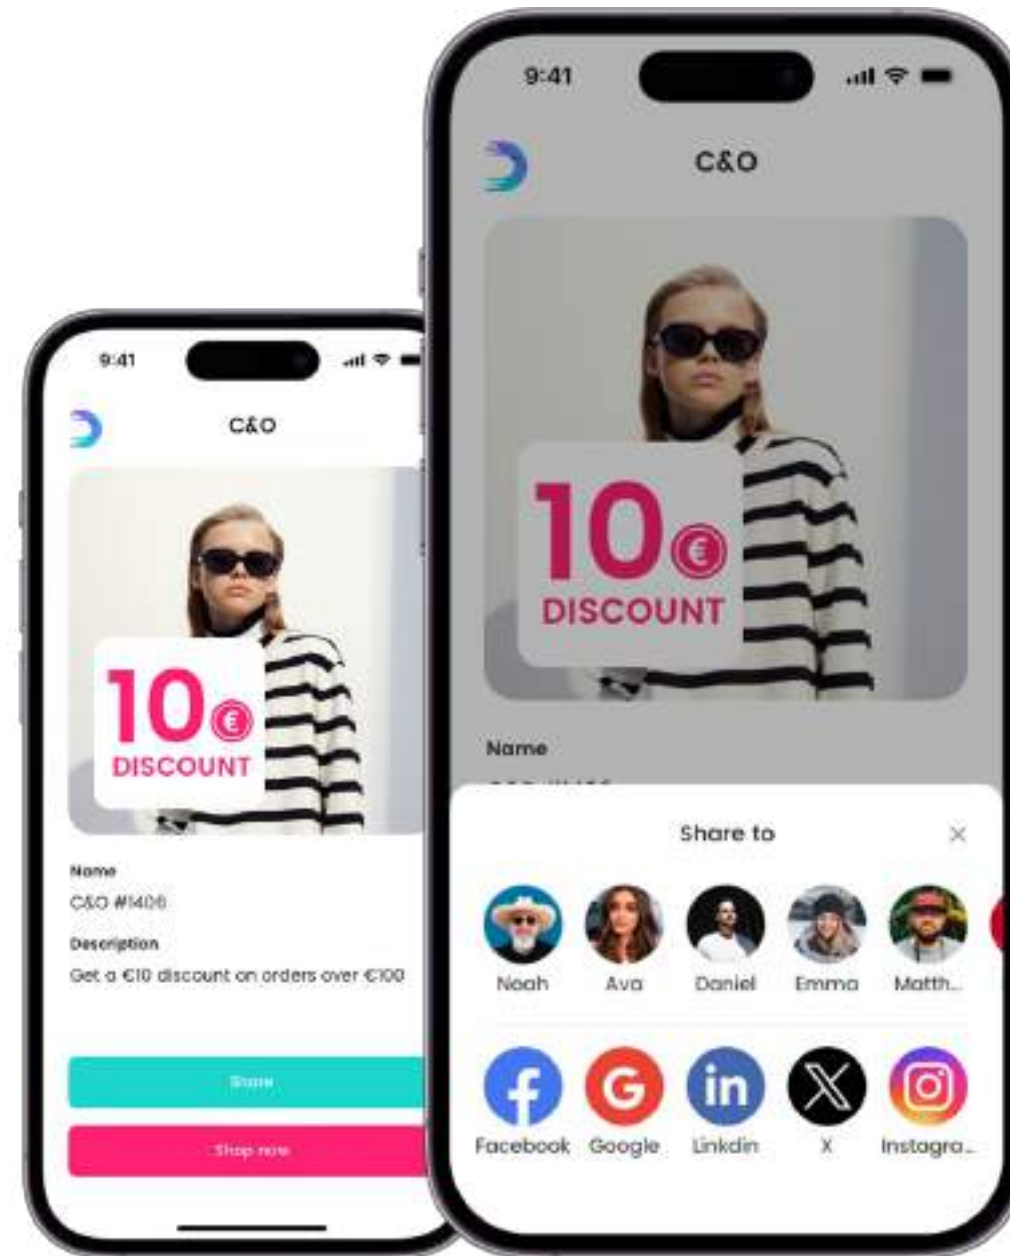 9:41
C&O
10€
DISCOUNT
Name
C&O #1406
Description
Get a €10 discount on orders over €100
Share
Shop now
9:41
C&O
10€
DISCOUNT
Name
Share to
Noah Ava Daniel Emma Matth...
Facebook Google Linkdin X Instagra...